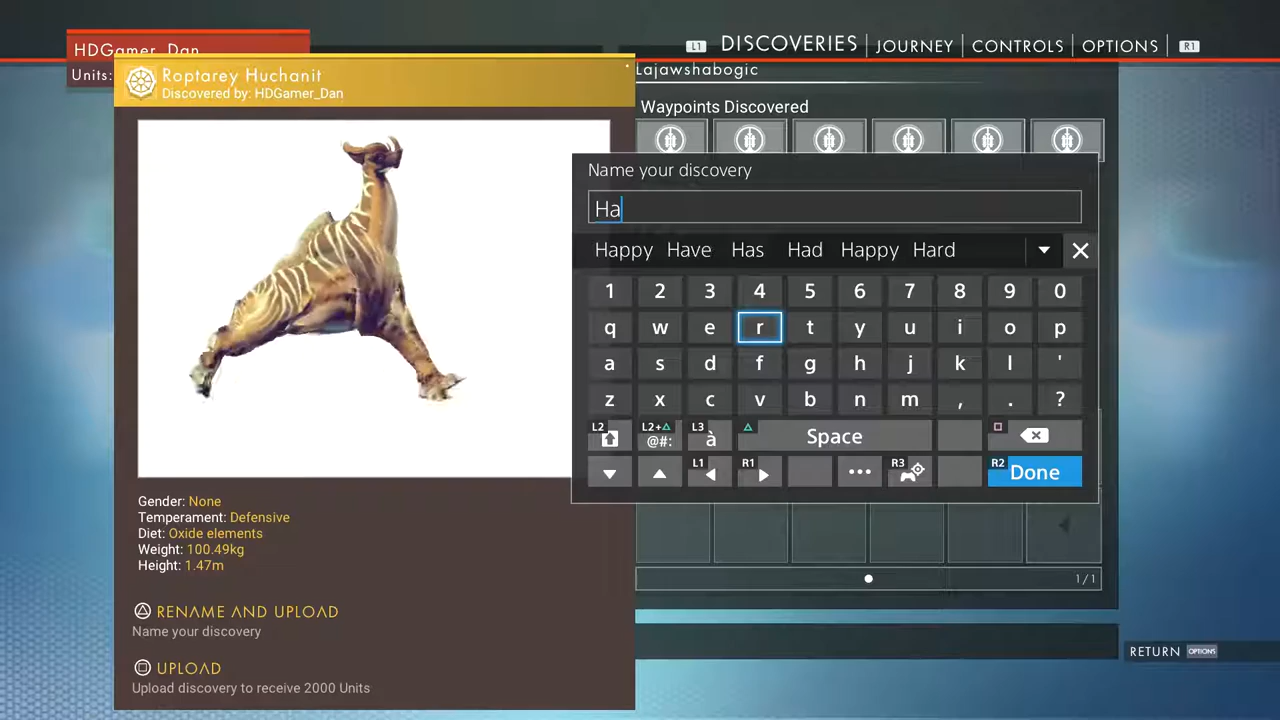 HDGamer_Dan
Units:
L1 DISCOVERIES JOURNEY CONTROLS OPTIONS R1
Roptarey Huchanit
Discovered by: HDGamer_Dan
Lajawshabogic
Waypoints Discovered
Name your discovery
Ha
Happy Have Has Had Happy Hard
1 2 3 4 5 6 7 8 9 0
q w e r t y u i o p
a s d f g h j k l '
z x c v b n m , . ?
L2 L2+△ @#: L3 à Space
L1 R1 ••• R3 R2 Done
Gender: None
Temperament: Defensive
Diet: Oxide elements
Weight: 100.49kg
Height: 1.47m
1/1
RENAME AND UPLOAD
Name your discovery
RETURN OPTIONS
UPLOAD
Upload discovery to receive 2000 Units